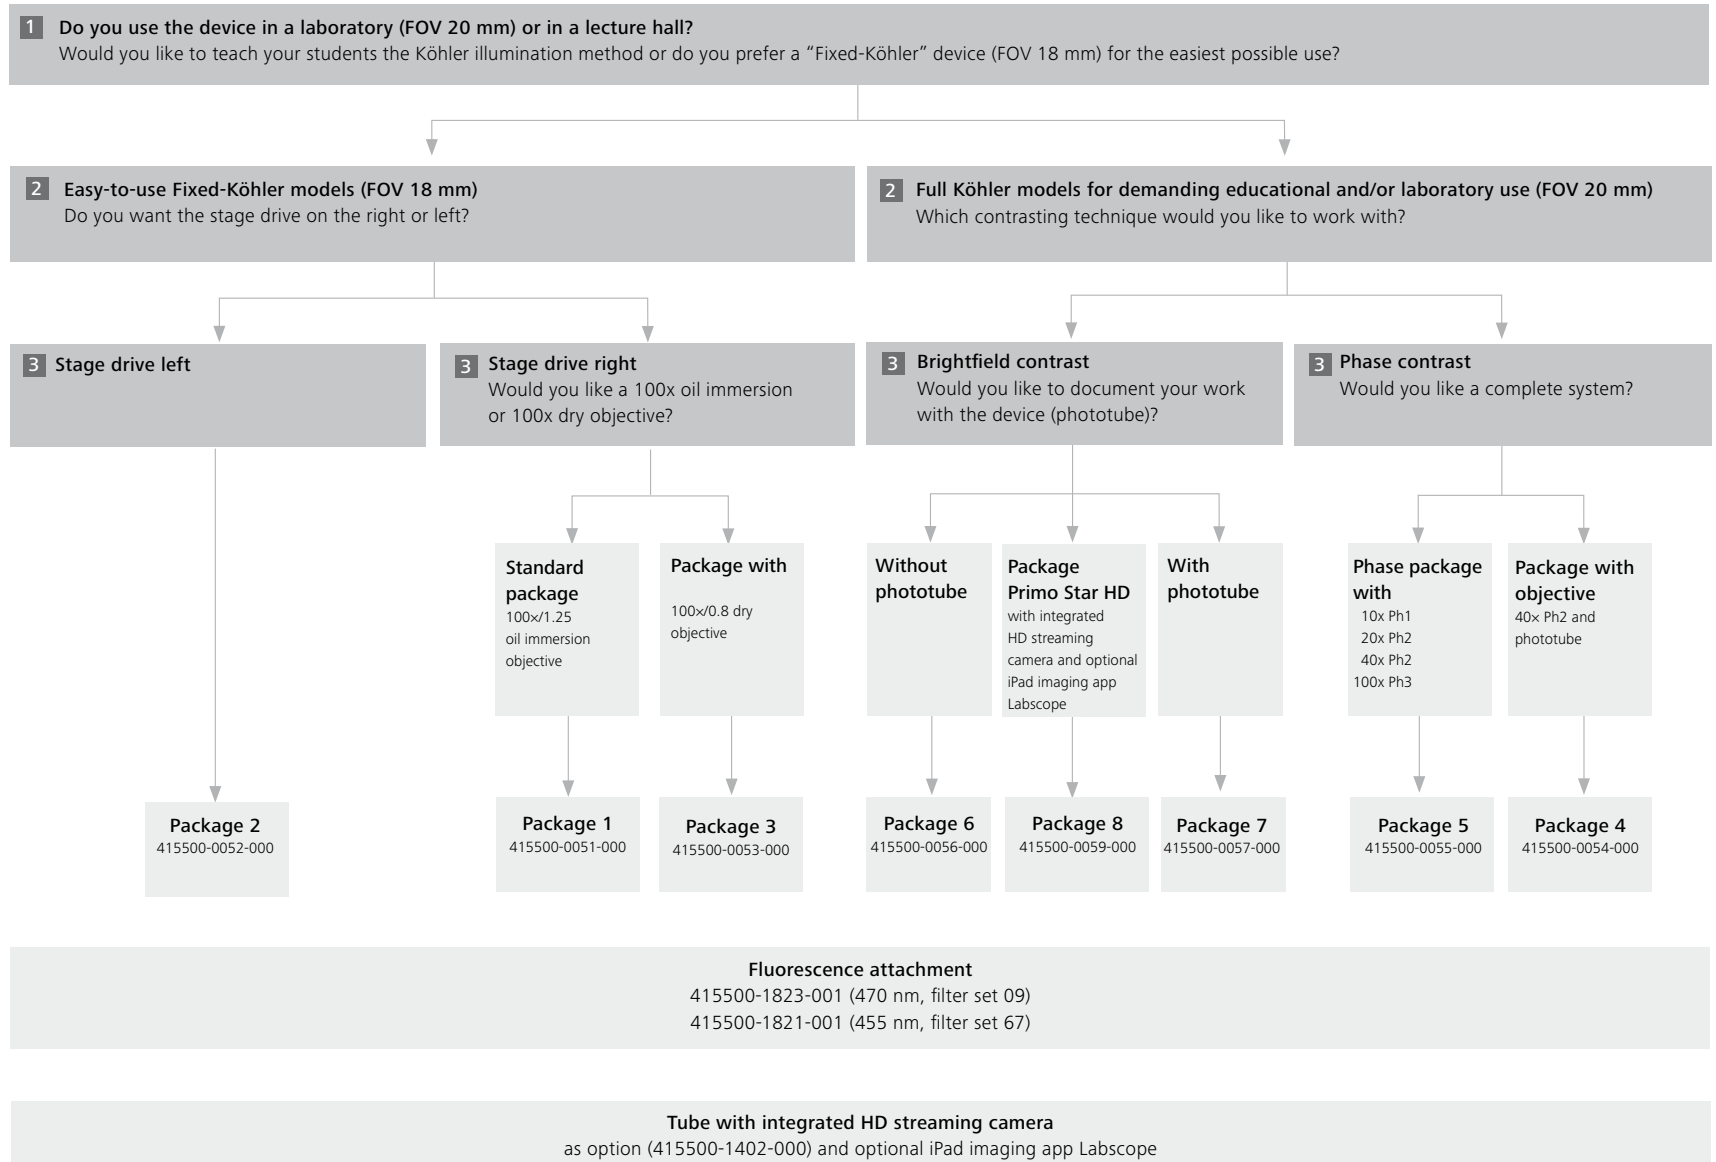 1 Do you use the device in a laboratory (FOV 20 mm) or in a lecture hall?
Would you like to teach your students the Köhler illumination method or do you prefer a “Fixed-Köhler” device (FOV 18 mm) for the easiest possible use?
2 Easy-to-use Fixed-Köhler models (FOV 18 mm)
Do you want the stage drive on the right or left?
2 Full Köhler models for demanding educational and/or laboratory use (FOV 20 mm)
Which contrasting technique would you like to work with?
3 Stage drive left
3 Stage drive right
Would you like a 100x oil immersion
or 100x dry objective?
3 Brightfield contrast
Would you like to document your work
with the device (phototube)?
3 Phase contrast
Would you like a complete system?
Standard
package
100×/1.25
oil immersion
objective
Package with
100×/0.8 dry
objective
Without
phototube
Package
Primo Star HD
with integrated
HD streaming
camera and optional
iPad imaging app
Labscope
With
phototube
Phase package
with
10x Ph1
20x Ph2
40x Ph2
100x Ph3
Package with
objective
40× Ph2 and
phototube
Package 2
415500-0052-000
Package 1
415500-0051-000
Package 3
415500-0053-000
Package 6
415500-0056-000
Package 8
415500-0059-000
Package 7
415500-0057-000
Package 5
415500-0055-000
Package 4
415500-0054-000
Fluorescence attachment
415500-1823-001 (470 nm, filter set 09)
415500-1821-001 (455 nm, filter set 67)
Tube with integrated HD streaming camera
as option (415500-1402-000) and optional iPad imaging app Labscope